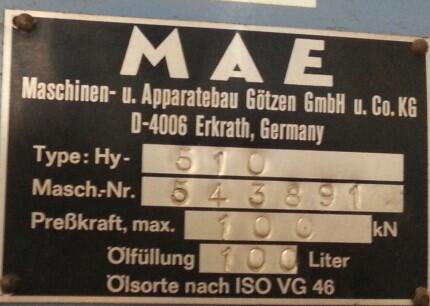 MAE
Maschinen- u. Apparatebau Götzen GmbH u. Co. KG
D-4006 Erkrath, Germany
Type: Hy- 510
Masch.-Nr. 543891
Preßkraft, max. 100 kN
Ölfüllung 100 Liter
Ölsorte nach ISO VG 46